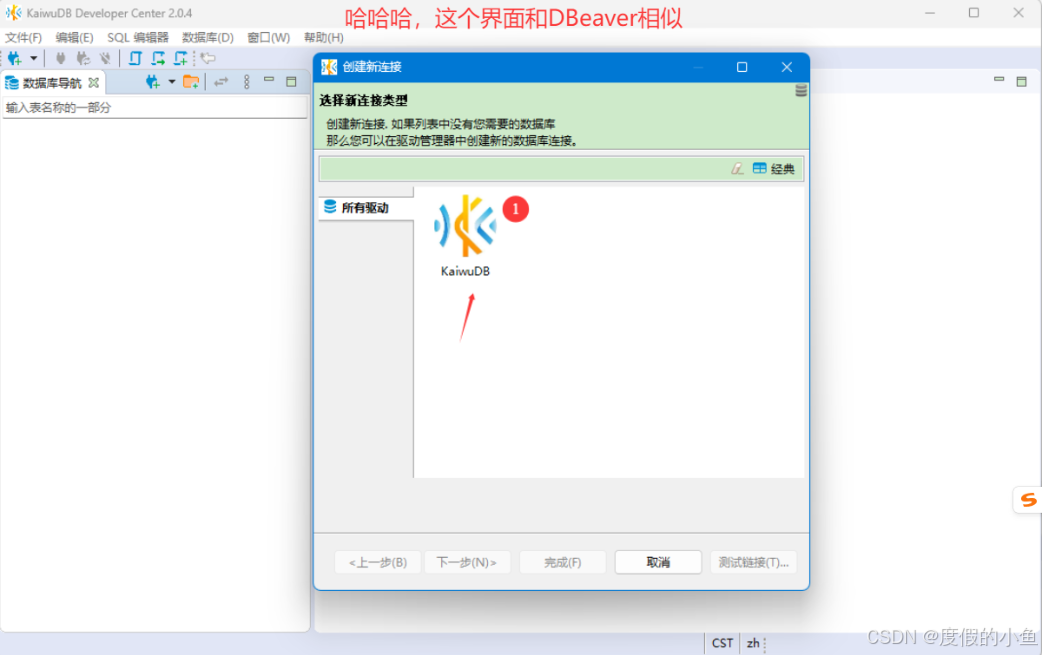 KaiwuDB Developer Center 2.0.4
哈哈哈，这个界面和DBeaver相似
文件(F) 编辑(E) SQL 编辑器 数据库(D) 窗口(W) 帮助(H)
数据库导航
输入表名称的一部分
创建新连接
选择新连接类型
创建新连接. 如果列表中没有您需要的数据库
那么您可以在驱动管理器中创建新的数据库连接。
经典
所有驱动
1
KaiwuDB
<上一步(B) 下一步(N)> 完成(F) 取消 测试链接(T)...
CST zh
CSDN @度假的小鱼